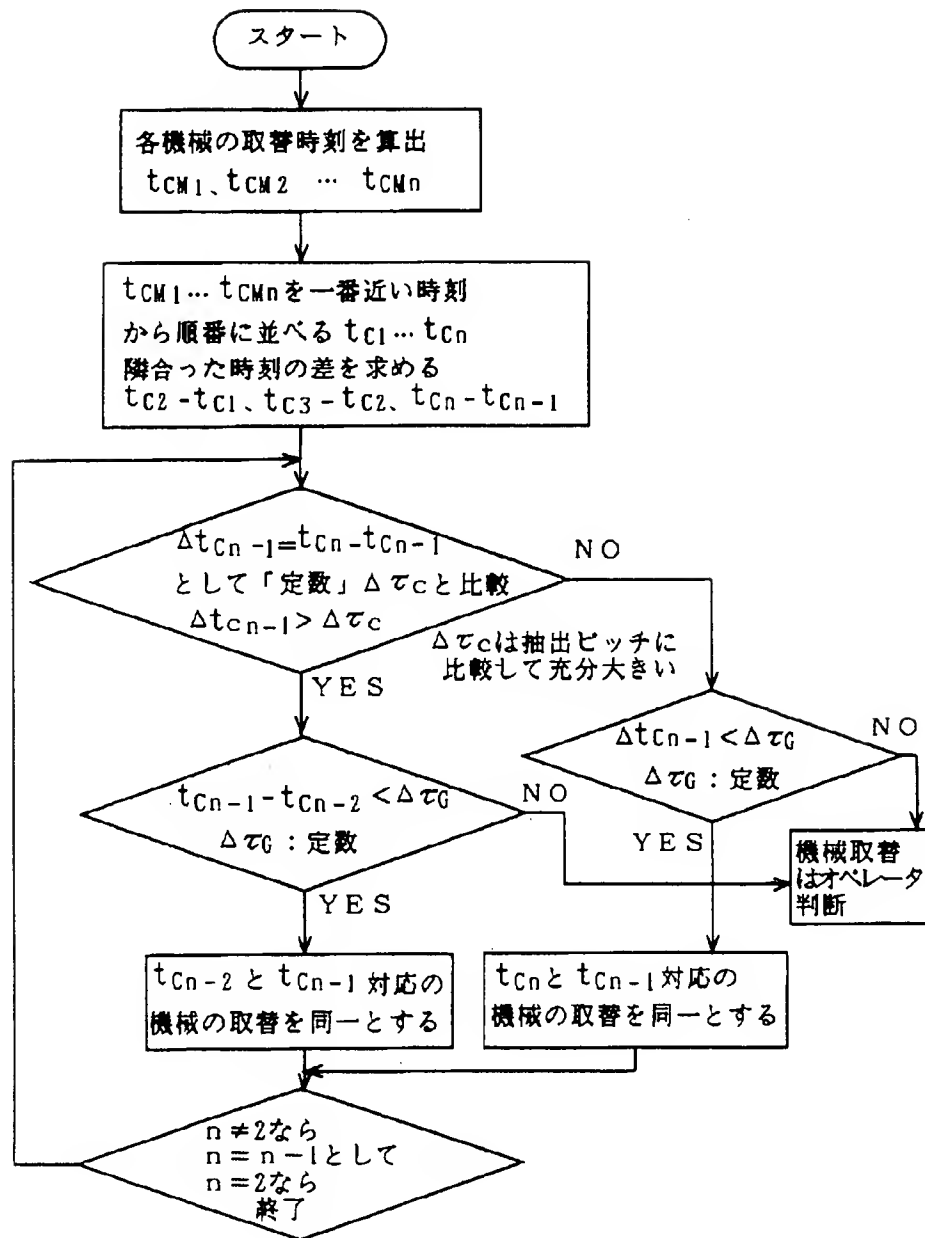 スタート
各機械の取替時刻を算出
tCM1、tCM2 … tCMn
tCM1… tCMnを一番近い時刻
から順番に並べる tC1… tCn
隣合った時刻の差を求める
tC2-tC1、tC3-tC2、tCn-tCn-1
Δtcn-1=tCn-tCn-1
として「定数」Δτcと比較
Δtcn-1>Δτc
NO
Δτcは抽出ピッチに
比較して充分大きい
YES
ΔtCn-1<ΔτG
ΔτG:定数
NO
tCn-1-tCn-2<ΔτG
ΔτG:定数
NO
YES
機械取替
はオペレータ
判断
YES
tCn-2とtCn-1対応の
機械の取替を同一とする
tCnとtCn-1対応の
機械の取替を同一とする
n≠2なら
n=n-1として
n=2なら
終了